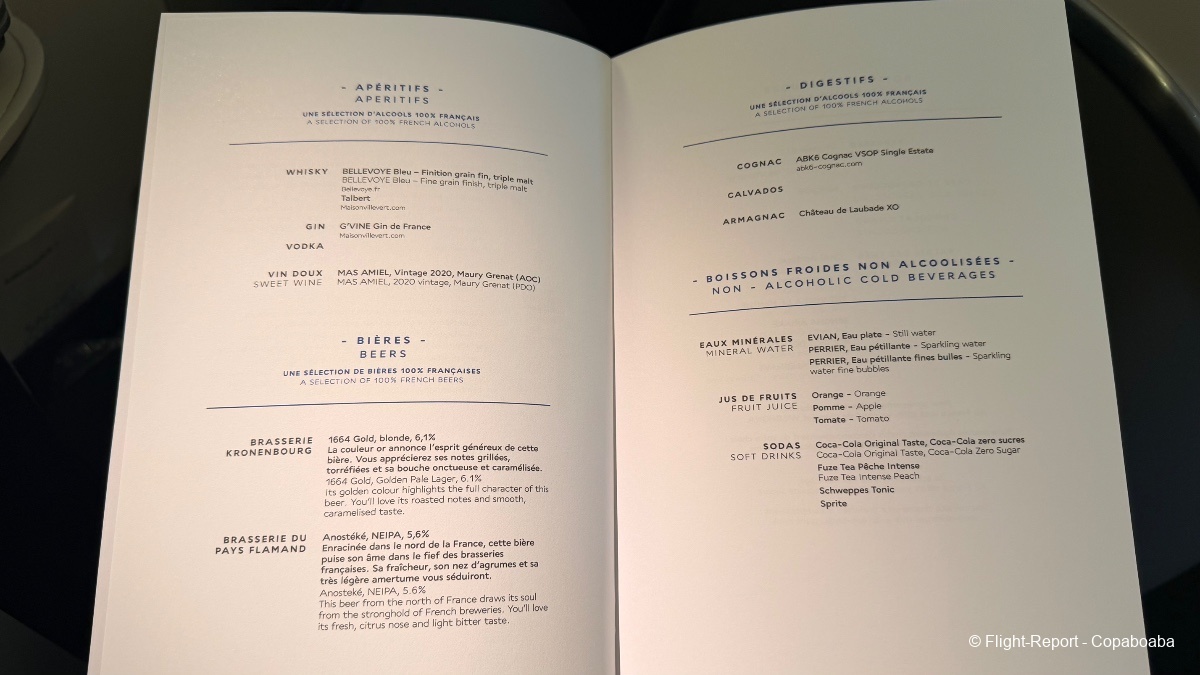 - APÉRITIFS -
APERITIFS
UNE SÉLECTION D'ALCOOLS 100% FRANÇAIS
A SELECTION OF 100% FRENCH ALCOHOLS
WHISKY
BELLEVOYE Bleu – Finition grain fin, triple malt
BELLEVOYE Bleu – Fine grain finish, triple malt
Bellevoye.fr
Talbert
Maisonvillevert.com
GIN
G'VINE Gin de France
Maisonvillevert.com
VODKA
VIN DOUX
SWEET WINE
MAS AMIEL, Vintage 2020, Maury Grenat (AOC)
MAS AMIEL, 2020 vintage, Maury Grenat (PDO)
- BIÈRES -
BEERS
UNE SÉLECTION DE BIÈRES 100% FRANÇAISES
A SELECTION OF 100% FRENCH BEERS
BRASSERIE
KRONENBOURG
1664 Gold, blonde, 6,1%
La couleur or annonce l'esprit généreux de cette
bière. Vous apprécierez ses notes grillées,
torréfiées et sa bouche onctueuse et caramélisée.
1664 Gold, Golden Pale Lager, 6.1%
Its golden colour highlights the full character of this
beer. You'll love its roasted notes and smooth,
caramelised taste.
BRASSERIE DU
PAYS FLAMAND
Anostéké, NEIPA, 5,6%
Enracinée dans le nord de la France, cette bière
puise son âme dans le fief des brasseries
françaises. Sa fraîcheur, son nez d'agrumes et sa
très légère amertume vous séduiront.
Anosteké, NEIPA, 5.6%
This beer from the north of France draws its soul
from the stronghold of French breweries. You'll love
its fresh, citrus nose and light bitter taste.
- DIGESTIFS -
UNE SÉLECTION D'ALCOOLS 100% FRANÇAIS
A SELECTION OF 100% FRENCH ALCOHOLS
COGNAC
ABK6 Cognac VSOP Single Estate
abk6-cognac.com
CALVADOS
ARMAGNAC
Château de Laubade XO
- BOISSONS FROIDES NON ALCOOLISÉES -
NON - ALCOHOLIC COLD BEVERAGES
EAUX MINÉRALES
MINERAL WATER
EVIAN, Eau plate – Still water
PERRIER, Eau pétillante – Sparkling water
PERRIER, Eau pétillante fines bulles – Sparkling
water fine bubbles
JUS DE FRUITS
FRUIT JUICE
Orange – Orange
Pomme – Apple
Tomate – Tomato
SODAS
SOFT DRINKS
Coca-Cola Original Taste, Coca-Cola zero sucres
Coca-Cola Original Taste, Coca-Cola Zero Sugar
Fuze Tea Pêche Intense
Fuze Tea Intense Peach
Schweppes Tonic
Sprite
© Flight-Report - Copaboaba